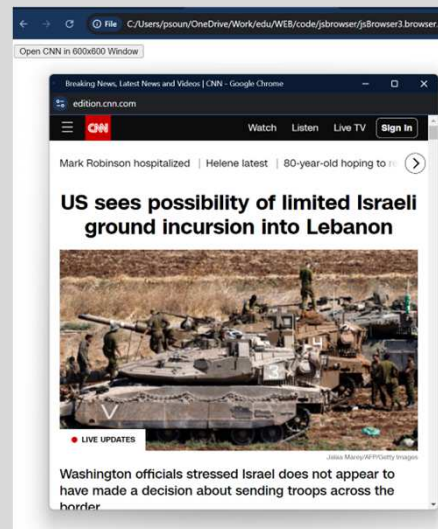 File C:/Users/psoun/OneDrive/Work/edu/WEB/code/jsbrowser/jsBrowser3.browser.
Open CNN in 600x600 Window
Breaking News, Latest News and Videos | CNN - Google Chrome
edition.cnn.com
CNN Watch Listen Live TV Sign in
Mark Robinson hospitalized | Helene latest | 80-year-old hoping to
US sees possibility of limited Israeli
ground incursion into Lebanon
LIVE UPDATES
Jalaa Marey/AFP/Getty Images
Washington officials stressed Israel does not appear to
have made a decision about sending troops across the
border